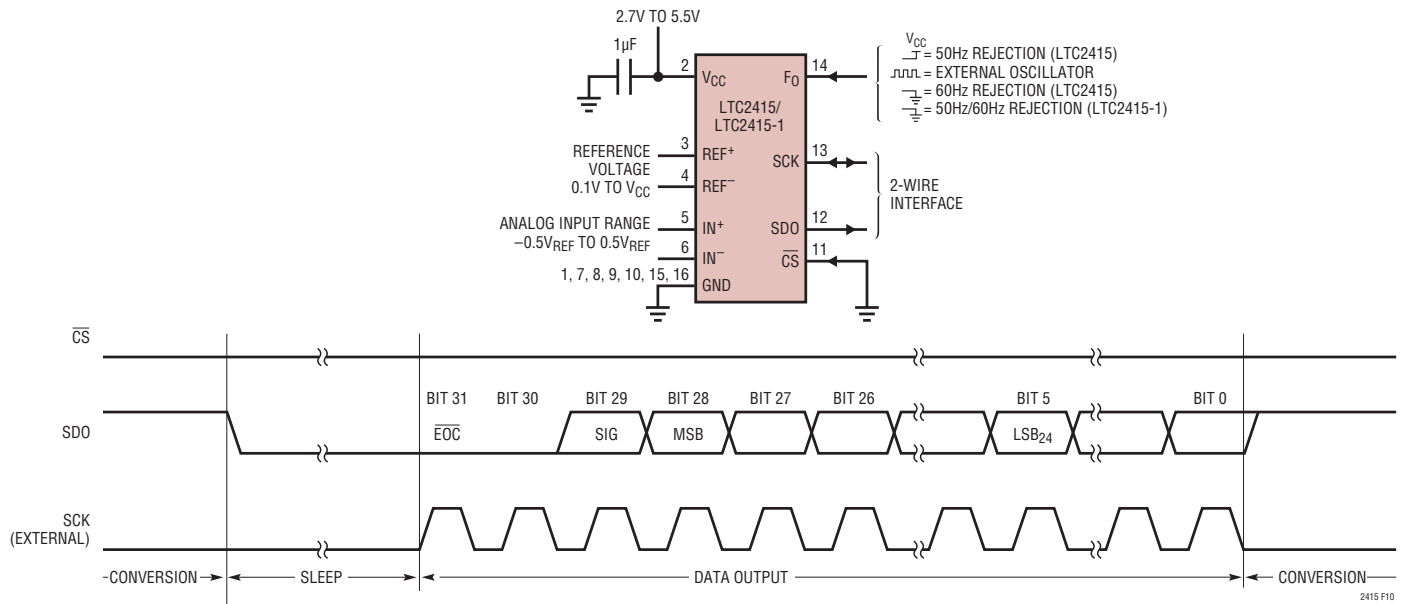 2.7V TO 5.5V
1µF
2
VCC
FO
14
VCC
= 50Hz REJECTION (LTC2415)
= EXTERNAL OSCILLATOR
= 60Hz REJECTION (LTC2415)
= 50Hz/60Hz REJECTION (LTC2415-1)
LTC2415/
LTC2415-1
REFERENCE
VOLTAGE
0.1V TO VCC
3
REF+
4
REF−
SCK
13
2-WIRE
INTERFACE
ANALOG INPUT RANGE
−0.5VREF TO 0.5VREF
5
IN+
6
IN−
SDO
12
CS
11
1, 7, 8, 9, 10, 15, 16
GND
CS
SDO
BIT 31
BIT 30
BIT 29
BIT 28
BIT 27
BIT 26
BIT 5
BIT 0
EOC
SIG
MSB
LSB24
SCK
(EXTERNAL)
CONVERSION
SLEEP
DATA OUTPUT
CONVERSION
2415 F10